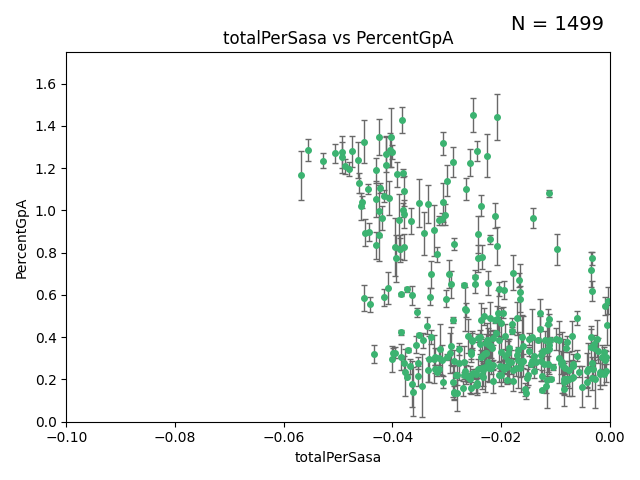 N = 1499
totalPerSasa vs PercentGpA
PercentGpA
1.6
1.4
1.2
1.0
0.8
0.6
0.4
0.2
0.0
−0.10 −0.08 −0.06 −0.04 −0.02 0.00
totalPerSasa